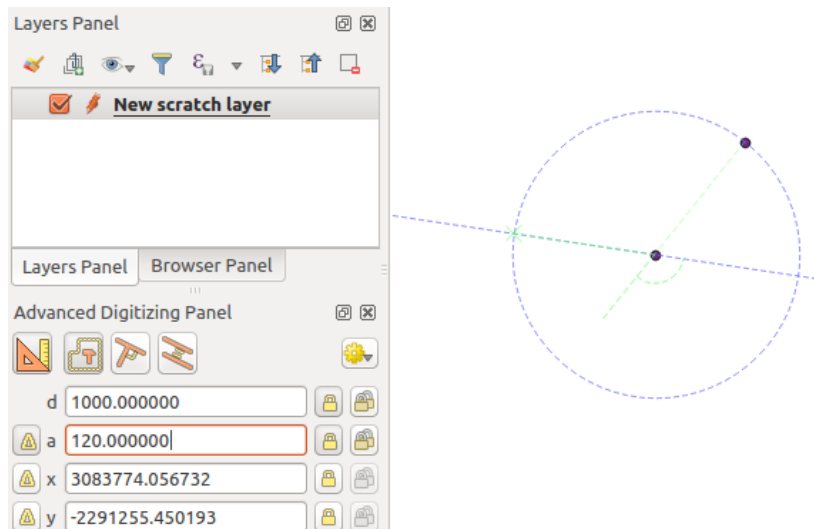 Layers Panel
New scratch layer
Layers Panel Browser Panel
Advanced Digitizing Panel
d 1000.000000
a 120.000000
x 3083774.056732
y -2291255.450193